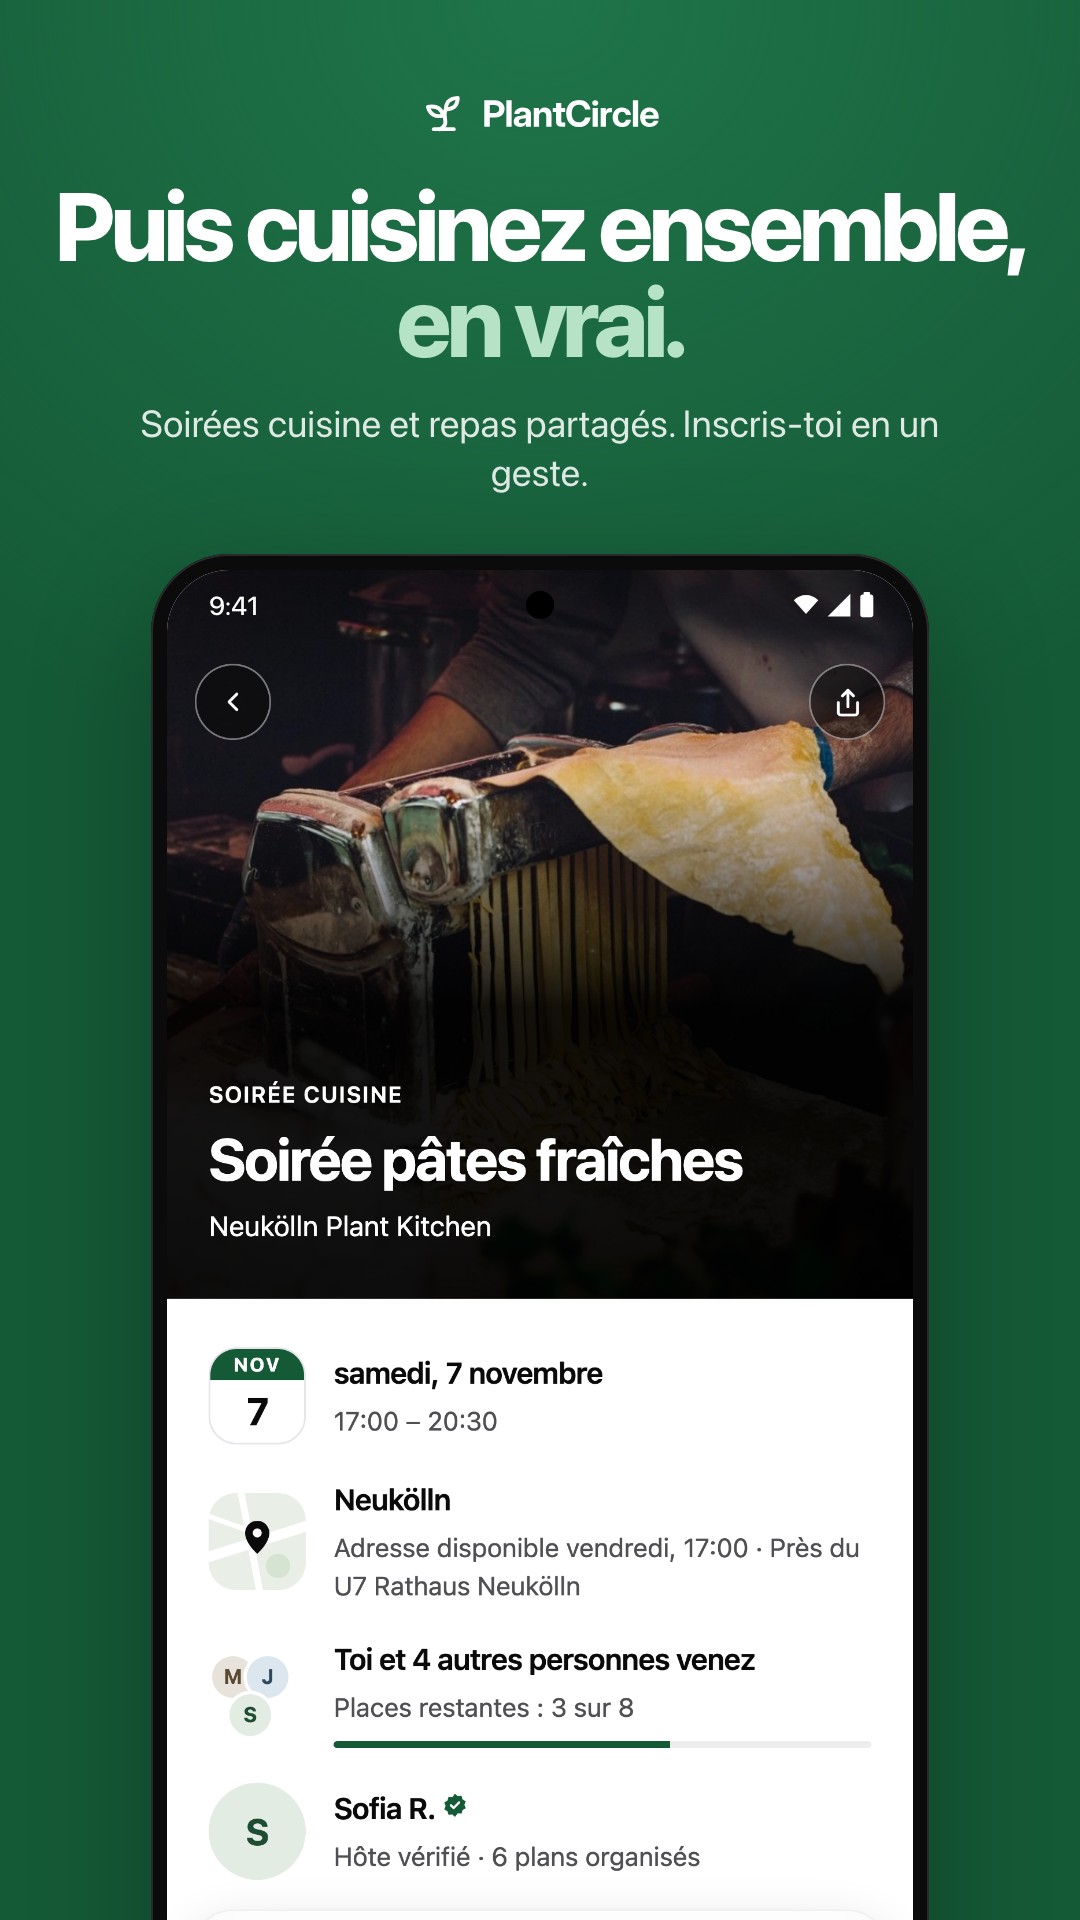 PlantCircle
Puis cuisinez ensemble,
en vrai.
Soirées cuisine et repas partagés. Inscris-toi en un
geste.
9:41
SOIRÉE CUISINE
Soirée pâtes fraîches
Neukölln Plant Kitchen
NOV
7
samedi, 7 novembre
17:00 – 20:30
Neukölln
Adresse disponible vendredi, 17:00 · Près du
U7 Rathaus Neukölln
M
J
S
Toi et 4 autres personnes venez
Places restantes : 3 sur 8
S
Sofia R.
Hôte vérifié · 6 plans organisés